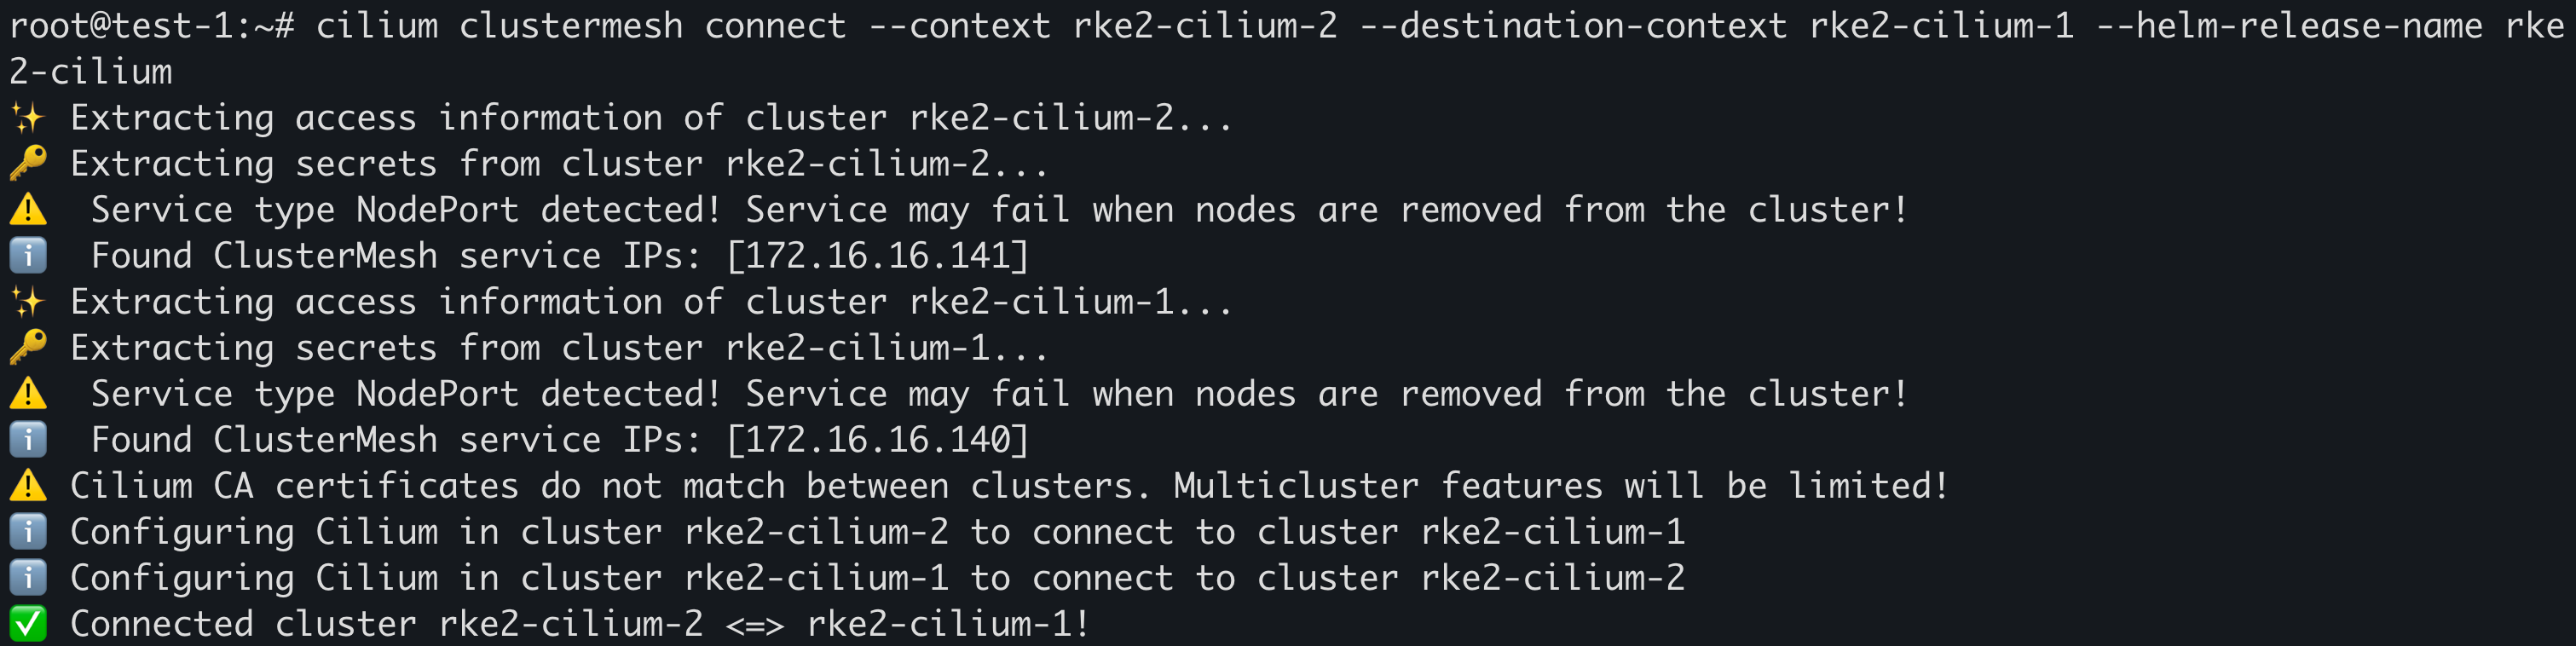 root@test-1:~# cilium clustermesh connect --context rke2-cilium-2 --destination-context rke2-cilium-1 --helm-release-name rke
2-cilium
✨ Extracting access information of cluster rke2-cilium-2...
🔑 Extracting secrets from cluster rke2-cilium-2...
⚠️  Service type NodePort detected! Service may fail when nodes are removed from the cluster!
ℹ️  Found ClusterMesh service IPs: [172.16.16.141]
✨ Extracting access information of cluster rke2-cilium-1...
🔑 Extracting secrets from cluster rke2-cilium-1...
⚠️  Service type NodePort detected! Service may fail when nodes are removed from the cluster!
ℹ️  Found ClusterMesh service IPs: [172.16.16.140]
⚠️ Cilium CA certificates do not match between clusters. Multicluster features will be limited!
ℹ️ Configuring Cilium in cluster rke2-cilium-2 to connect to cluster rke2-cilium-1
ℹ️ Configuring Cilium in cluster rke2-cilium-1 to connect to cluster rke2-cilium-2
✅ Connected cluster rke2-cilium-2 <=> rke2-cilium-1!